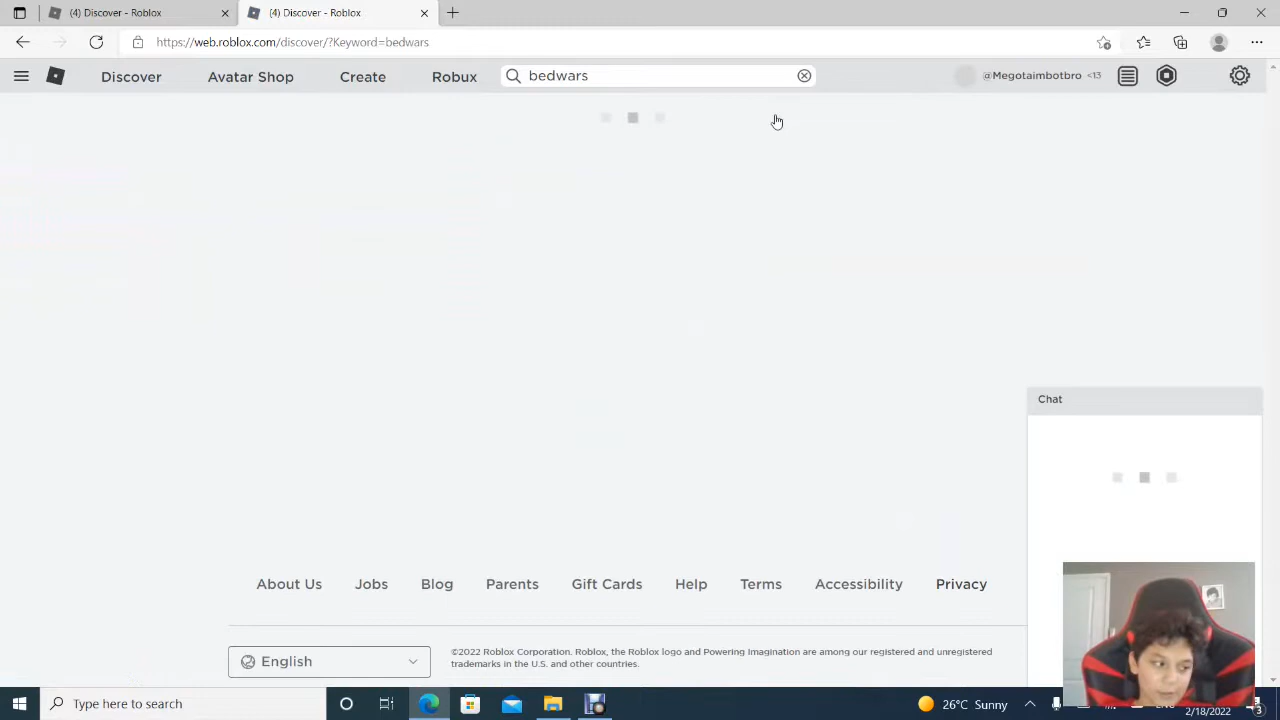 (4) Discover - Roblox
(4) Discover - Roblox
https://web.roblox.com/discover/?Keyword=bedwars
Discover
Avatar Shop
Create
Robux
bedwars
@Megotaimbotbro <13
Chat
About Us
Jobs
Blog
Parents
Gift Cards
Help
Terms
Accessibility
Privacy
English
©2022 Roblox Corporation. Roblox, the Roblox logo and Powering Imagination are among our registered and unregistered
trademarks in the U.S. and other countries.
Type here to search
26°C Sunny
2/18/2022
3